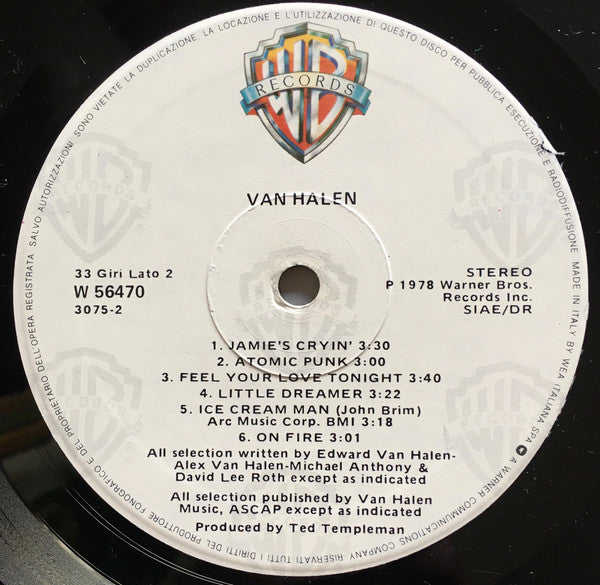 RECORDS
VAN HALEN
33 Giri Lato 2
W 56470
3075-2
STEREO
P 1978 Warner Bros.
Records Inc.
SIAE/DR
1. JAMIE'S CRYIN' 3:30
2. ATOMIC PUNK 3:00
3. FEEL YOUR LOVE TONIGHT 3:40
4. LITTLE DREAMER 3:22
5. ICE CREAM MAN (John Brim)
Arc Music Corp. BMI 3:18
6. ON FIRE 3:01
All selection written by Edward Van Halen-
Alex Van Halen-Michael Anthony &
David Lee Roth except as indicated
All selection published by Van Halen
Music, ASCAP except as indicated
Produced by Ted Templeman
MADE IN ITALY BY WEA ITALIANA SPA A WARNER COMMUNICATIONS COMPANY. RISERVATI TUTTI I DIRITTI DEL PRODUTTORE FONOGRAFICO E DEL PROPRIETARIO DELL'OPERA REGISTRATA. SALVO AUTORIZZAZIONI, SONO VIETATE LA DUPLICAZIONE, LA LOCAZIONE E L'UTILIZZAZIONE DI QUESTO DISCO PER PUBBLICA ESECUZIONE E RADIODIFFUSIONE.